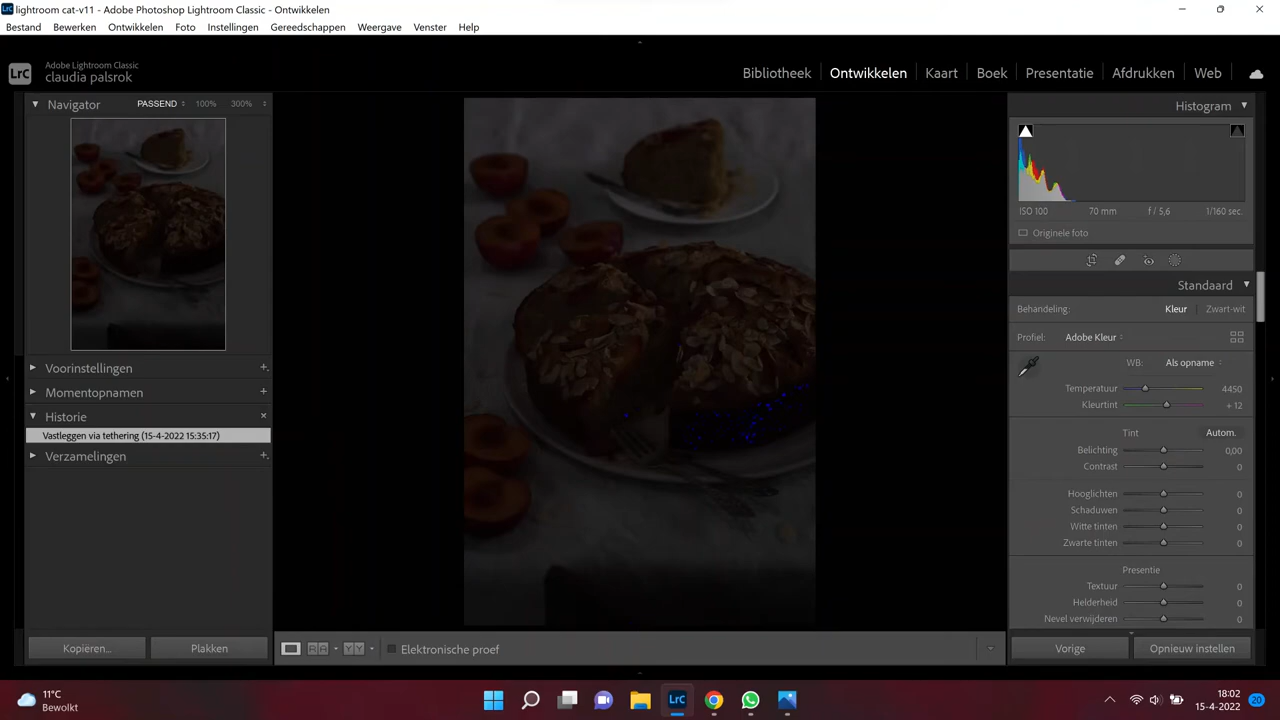 lightroom cat-v11 - Adobe Photoshop Lightroom Classic - Ontwikkelen
Bestand Bewerken Ontwikkelen Foto Instellingen Gereedschappen Weergave Venster Help
LrC Adobe Lightroom Classic
claudia palsrok
Bibliotheek Ontwikkelen Kaart Boek Presentatie Afdrukken Web
Navigator PASSEND 100% 300%
Voorinstellingen
Momentopnamen
Historie
Vastleggen via tethering (15-4-2022 15:35:17)
Verzamelingen
Kopiëren... Plakken
Elektronische proef
Histogram
ISO 100 70 mm f / 5,6 1/160 sec.
Originele foto
Standaard
Behandeling: Kleur Zwart-wit
Profiel: Adobe Kleur
WB: Als opname
Temperatuur 4450
Kleurtint + 12
Tint Autom.
Belichting 0,00
Contrast 0
Hooglichten 0
Schaduwen 0
Witte tinten 0
Zwarte tinten 0
Presentie
Textuur 0
Helderheid 0
Nevel verwijderen 0
Vorige Opnieuw instellen
11°C
Bewolkt
LrC
18:02
15-4-2022
20